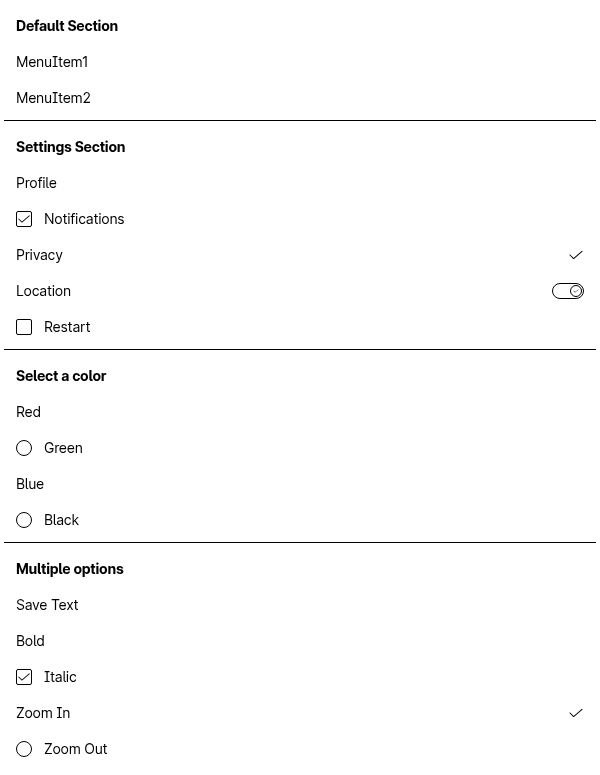 Default Section
MenuItem1
MenuItem2
Settings Section
Profile
Notifications
Privacy
Location
Restart
Select a color
Red
Green
Blue
Black
Multiple options
Save Text
Bold
Italic
Zoom In
Zoom Out